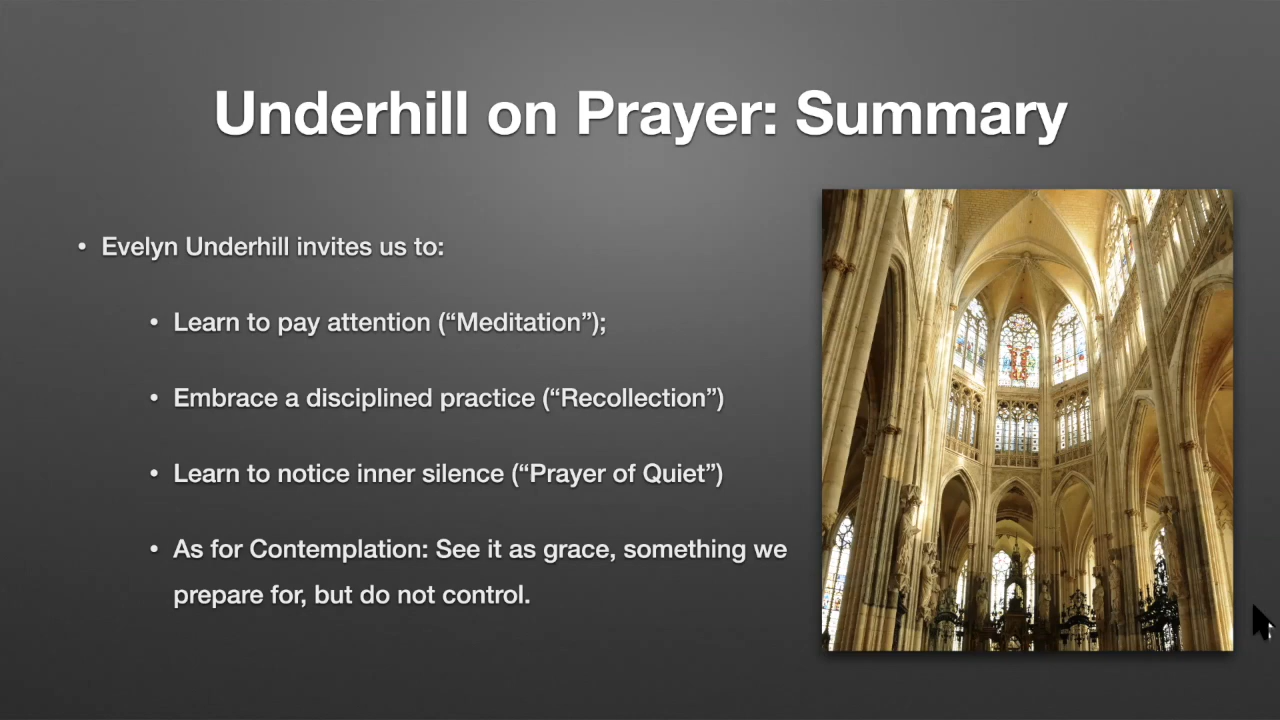 Underhill on Prayer: Summary
• Evelyn Underhill invites us to:
• Learn to pay attention (“Meditation”);
• Embrace a disciplined practice (“Recollection”)
• Learn to notice inner silence (“Prayer of Quiet”)
• As for Contemplation: See it as grace, something we
prepare for, but do not control.